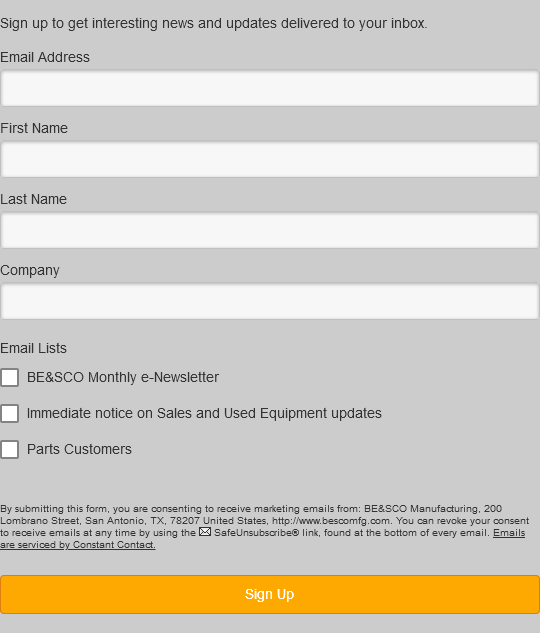 Sign up to get interesting news and updates delivered to your inbox.
Email Address
First Name
Last Name
Company
Email Lists
BE&SCO Monthly e-Newsletter
Immediate notice on Sales and Used Equipment updates
Parts Customers
By submitting this form, you are consenting to receive marketing emails from: BE&SCO Manufacturing, 200
Lombrano Street, San Antonio, TX, 78207 United States, http://www.bescomfg.com. You can revoke your consent
to receive emails at any time by using the SafeUnsubscribe® link, found at the bottom of every email. Emails
are serviced by Constant Contact.
Sign Up